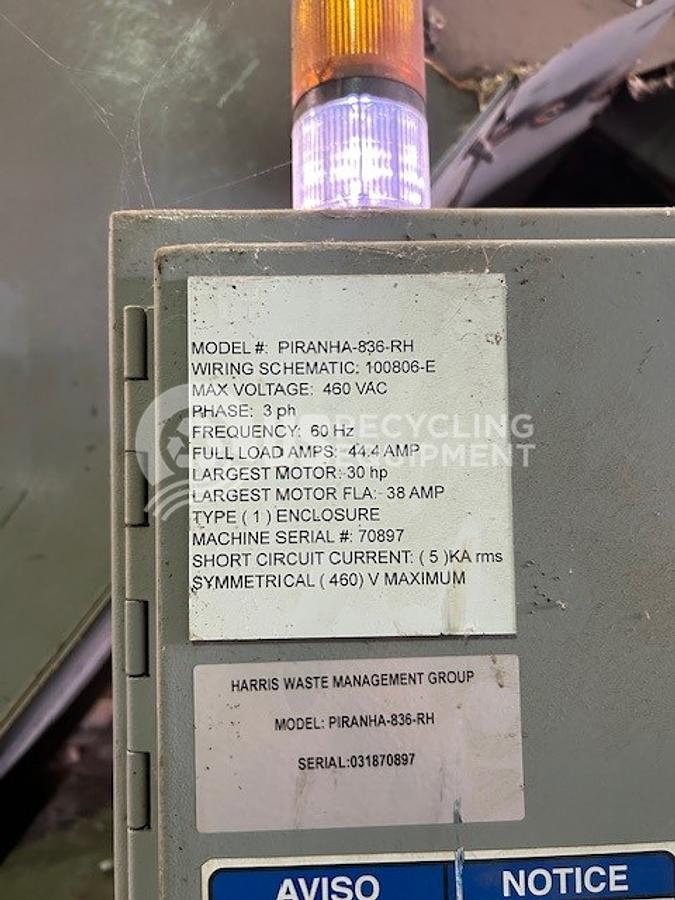 MODEL #: PIRANHA-836-RH
WIRING SCHEMATIC: 100806-E
MAX VOLTAGE: 460 VAC
PHASE: 3 ph
FREQUENCY: 60 Hz
FULL LOAD AMPS: 44.4 AMP
LARGEST MOTOR: 30 hp
LARGEST MOTOR FLA: 38 AMP
TYPE ( 1 ) ENCLOSURE
MACHINE SERIAL #: 70897
SHORT CIRCUIT CURRENT: ( 5 )KA rms
SYMMETRICAL ( 460) V MAXIMUM
RECYCLING
EQUIPMENT
HARRIS WASTE MANAGEMENT GROUP
MODEL: PIRANHA-836-RH
SERIAL:031870897
AVISO NOTICE